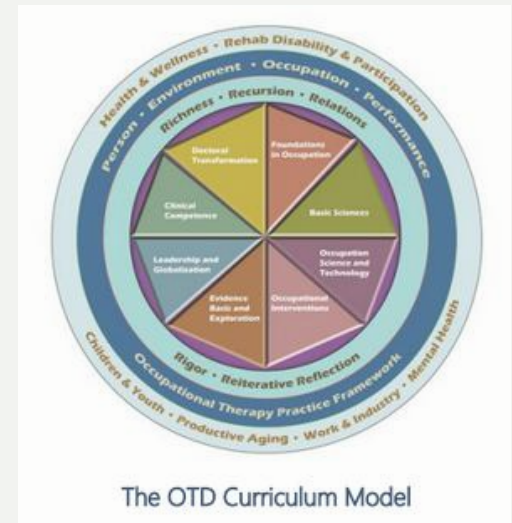 Health & Wellness • Rehab Disability & Participation
Person • Environment • Occupation • Performance
Richness • Recursion • Relations
Doctoral
Transformation
Foundations
in Occupation
Clinical
Competence
Basic Sciences
Leadership and
Globalization
Occupation
Science and
Technology
Evidence
Basis and
Exploration
Occupational
Interventions
Rigor • Reiterative Reflection
Occupational Therapy Practice Framework
Children & Youth • Productive Aging • Work & Industry • Mental Health
The OTD Curriculum Model